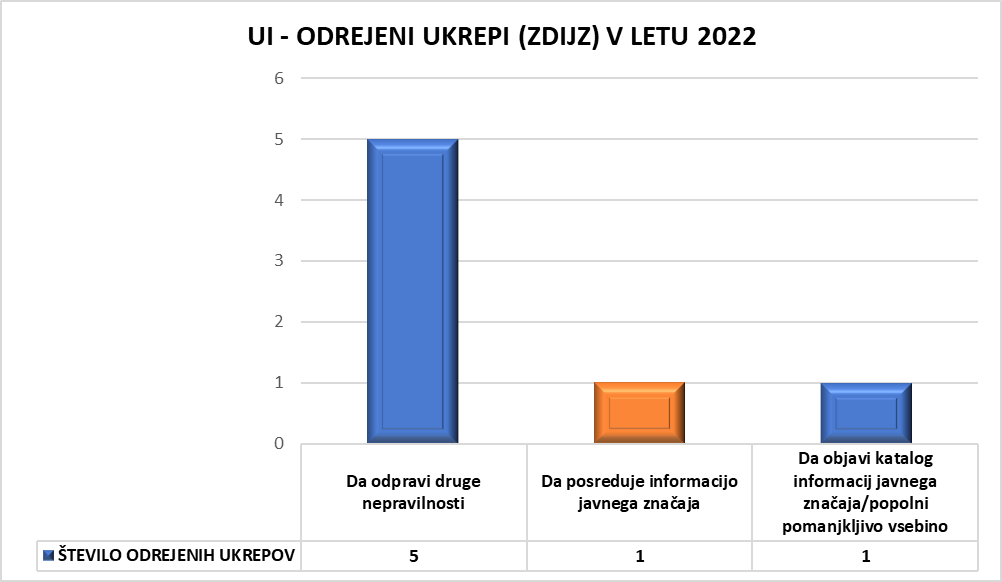 UI - ODREJENI UKREPI (ZDIJZ) V LETU 2022
6
5
4
3
2
1
0
Da odpravi druge
nepravilnosti
Da posreduje informacijo
javnega značaja
Da objavi katalog
informacij javnega
značaja/popolni
pomanjkljivo vsebino
ŠTEVILO ODREJENIH UKREPOV 5 1 1